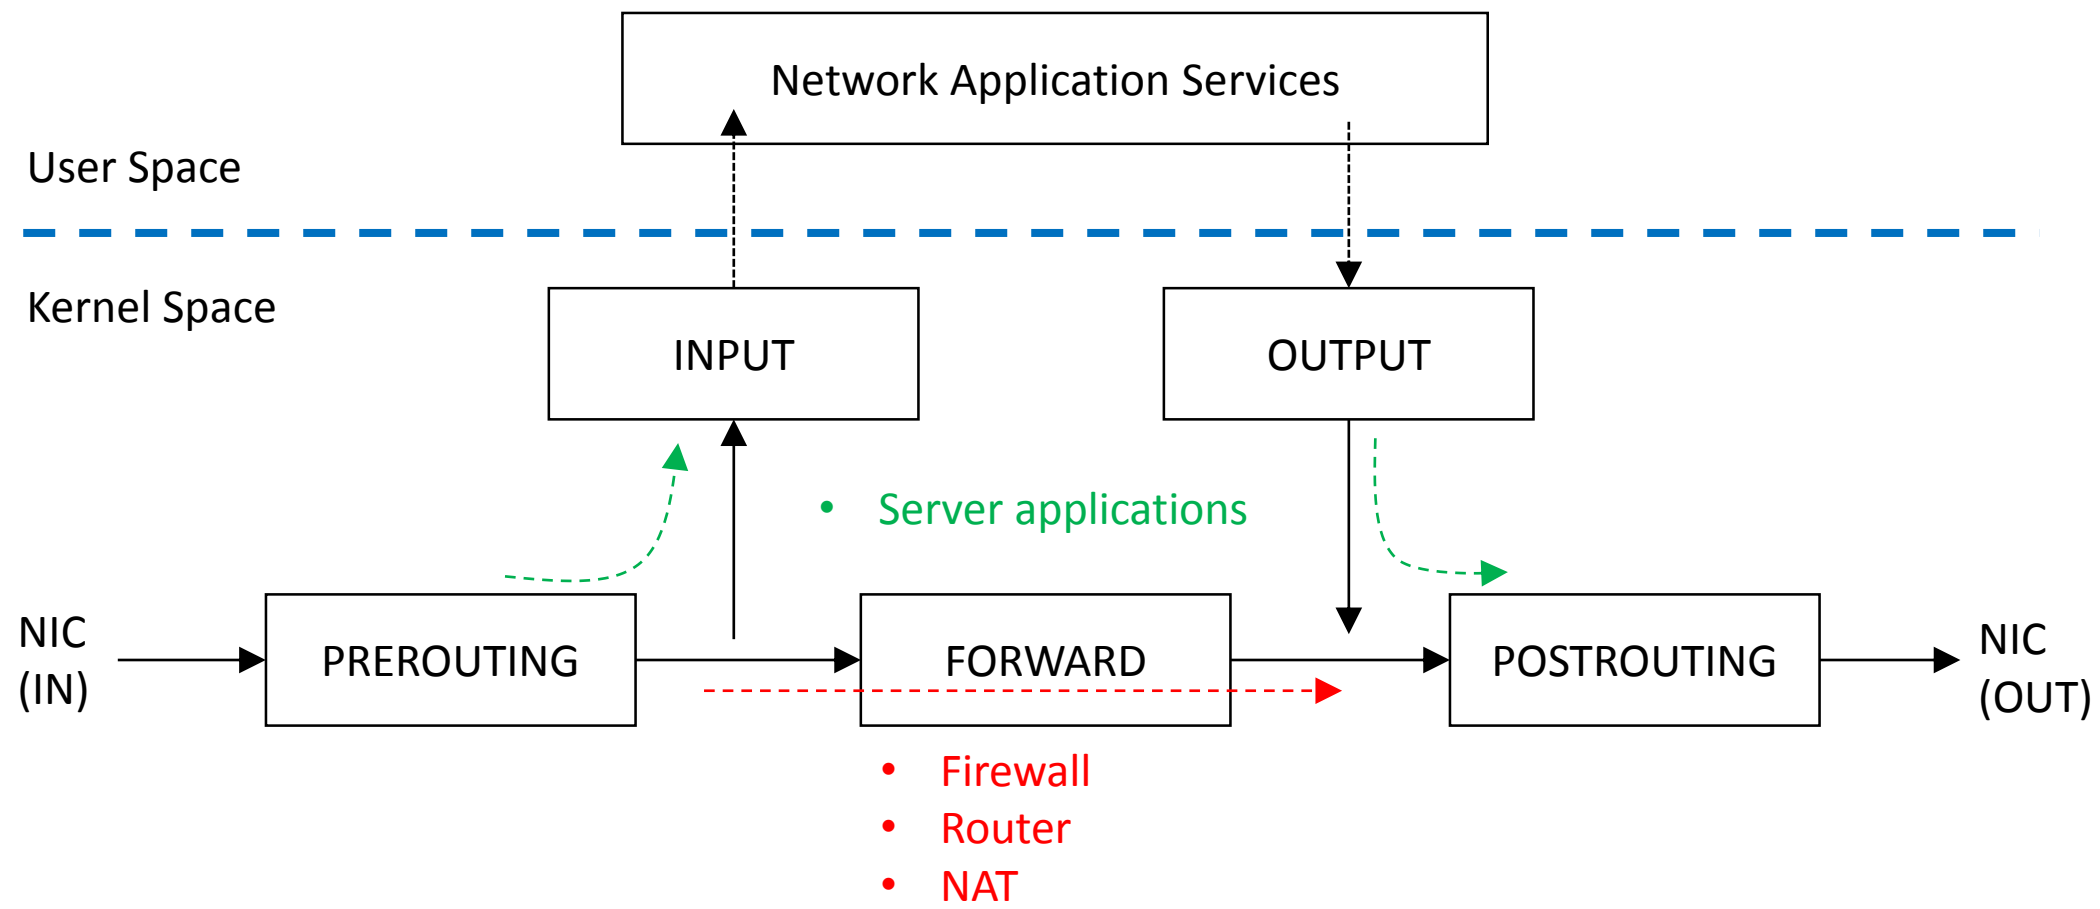 Network Application Services
User Space
Kernel Space
INPUT
OUTPUT
• Server applications
NIC
(IN)
PREROUTING
FORWARD
POSTROUTING
NIC
(OUT)
• Firewall
• Router
• NAT